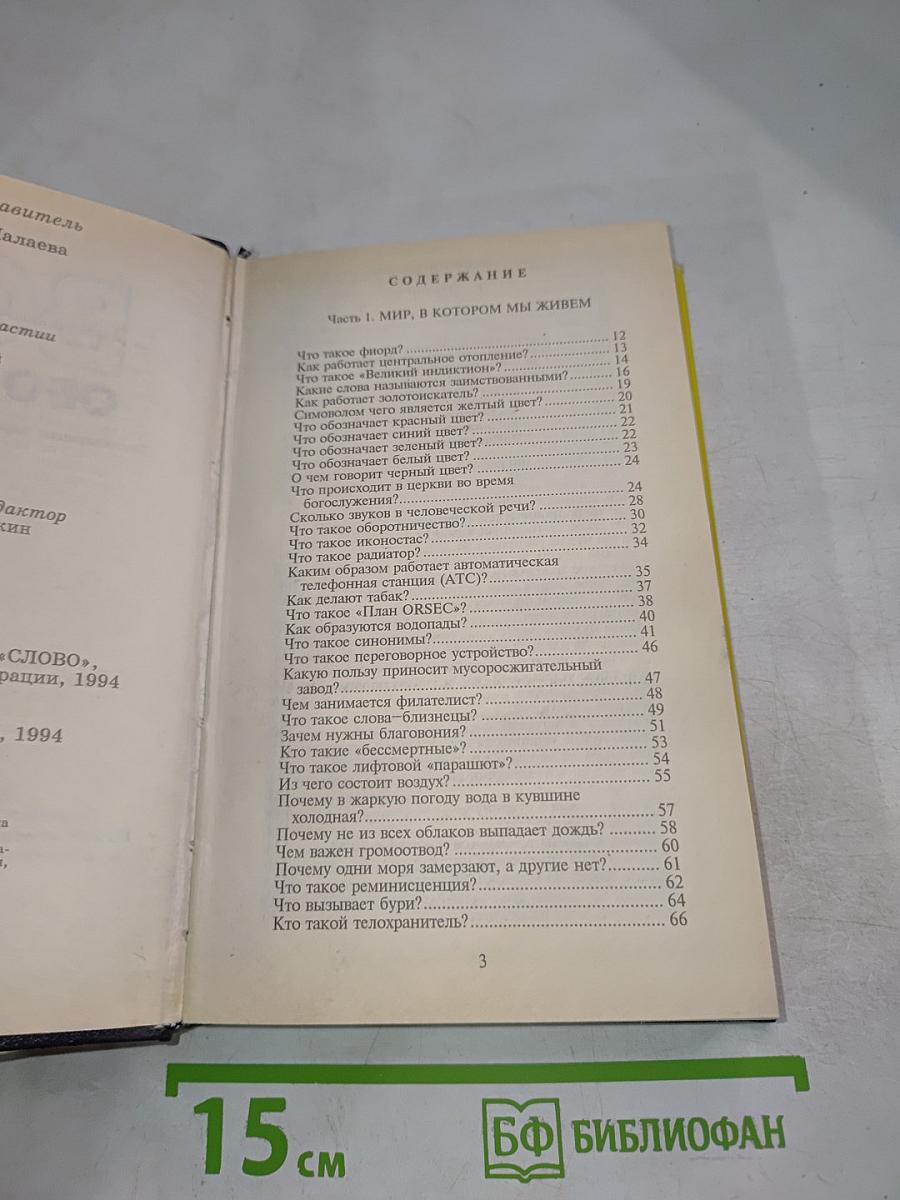 авитель
алаева
астии
дактор
кин
«СЛОВО»,
рации, 1994
, 1994
СОДЕРЖАНИЕ
Часть 1. МИР, В КОТОРОМ МЫ ЖИВЕМ
Что такое фиорд? 12
Как работает центральное отопление? 13
Что такое «Великий индиктион»? 14
Какие слова называются заимствованными? 16
Как работает золотоискатель? 19
Симоволом чего является желтый цвет? 20
Что обозначает красный цвет? 21
Что обозначает синий цвет? 22
Что обозначает зеленый цвет? 22
Что обозначает белый цвет? 23
О чем говорит черный цвет? 24
Что происходит в церкви во время
богослужения? 24
Сколько звуков в человеческой речи? 28
Что такое оборотничество? 30
Что такое иконостас? 32
Что такое радиатор? 34
Каким образом работает автоматическая
телефонная станция (АТС)? 35
Как делают табак? 37
Что такое «План ORSEC»? 38
Как образуются водопады? 40
Что такое синонимы? 41
Что такое переговорное устройство? 46
Какую пользу приносит мусоросжигательный
завод? 47
Чем занимается филателист? 48
Что такое слова—близнецы? 49
Зачем нужны благовония? 51
Кто такие «бессмертные»? 53
Что такое лифтовой «парашют»? 54
Из чего состоит воздух? 55
Почему в жаркую погоду вода в кувшине
холодная? 57
Почему не из всех облаков выпадает дождь? 58
Чем важен громоотвод? 60
Почему одни моря замерзают, а другие нет? 61
Что такое реминисценция? 62
Что вызывает бури? 64
Кто такой телохранитель? 66
3
15 см
БФ БИБЛИОФАН